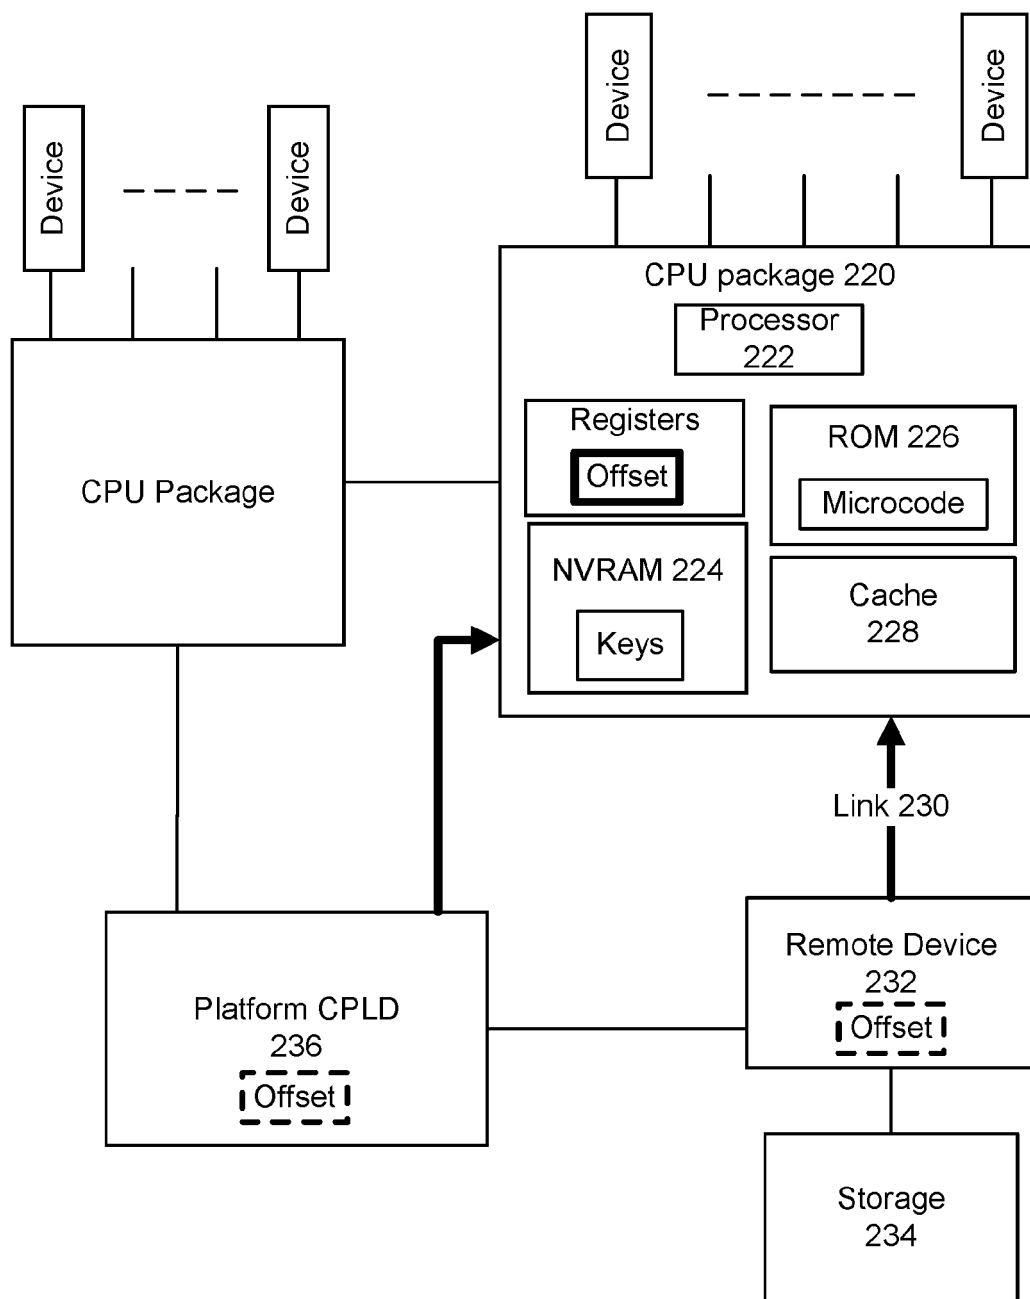 Device
Device
Device
Device
CPU package 220
Processor
222
Registers
Offset
ROM 226
Microcode
CPU Package
NVRAM 224
Keys
Cache
228
Link 230
Remote Device
232
Offset
Platform CPLD
236
Offset
Storage
234